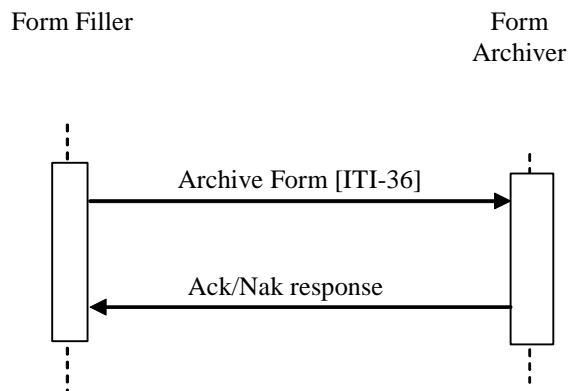 Form Filler
Form
Archiver
Archive Form [ITI-36]
Ack/Nak response